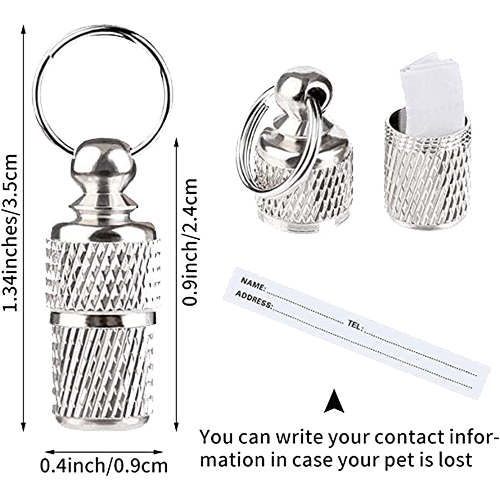 1.34inches/3.5cm
0.9inch/2.4cm
0.4inch/0.9cm
NAME:
TEL:
ADDRESS:
You can write your contact infor-
mation in case your pet is lost